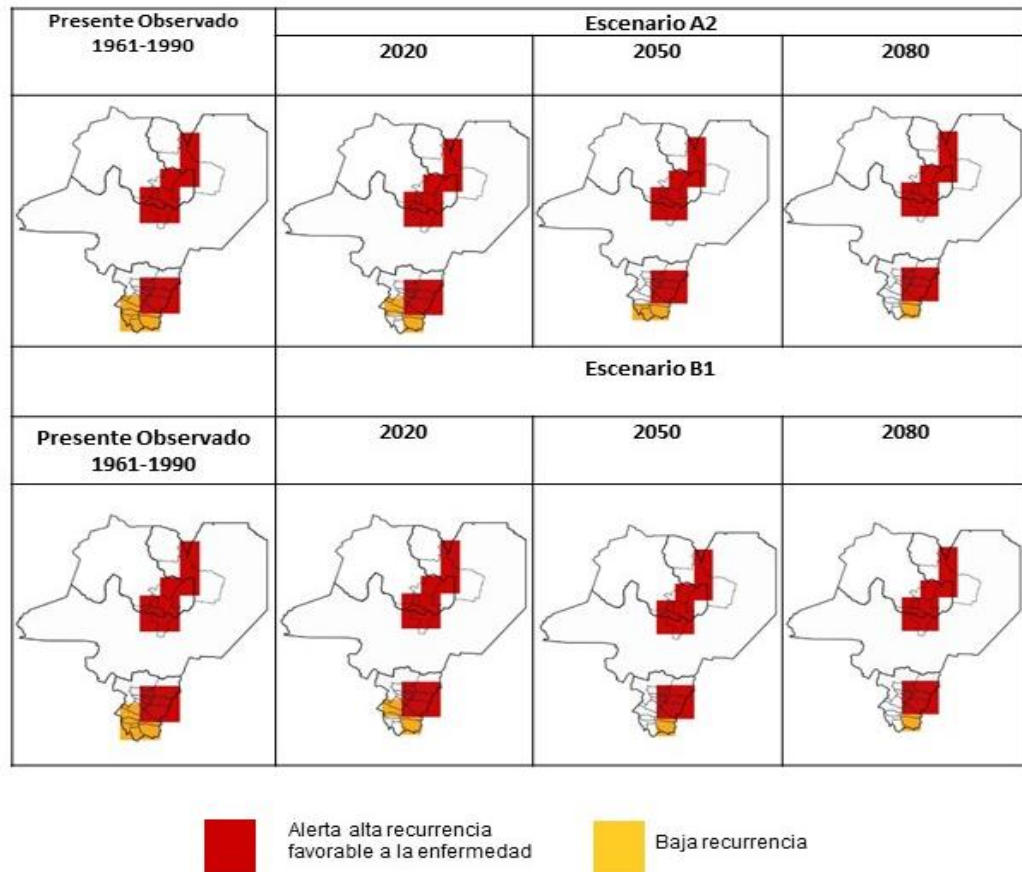 Presente Observado
1961-1990
Escenario A2
2020
2050
2080
Escenario B1
Presente Observado
1961-1990
2020
2050
2080
Alerta alta recurrencia
favorable a la enfermedad
Baja recurrencia